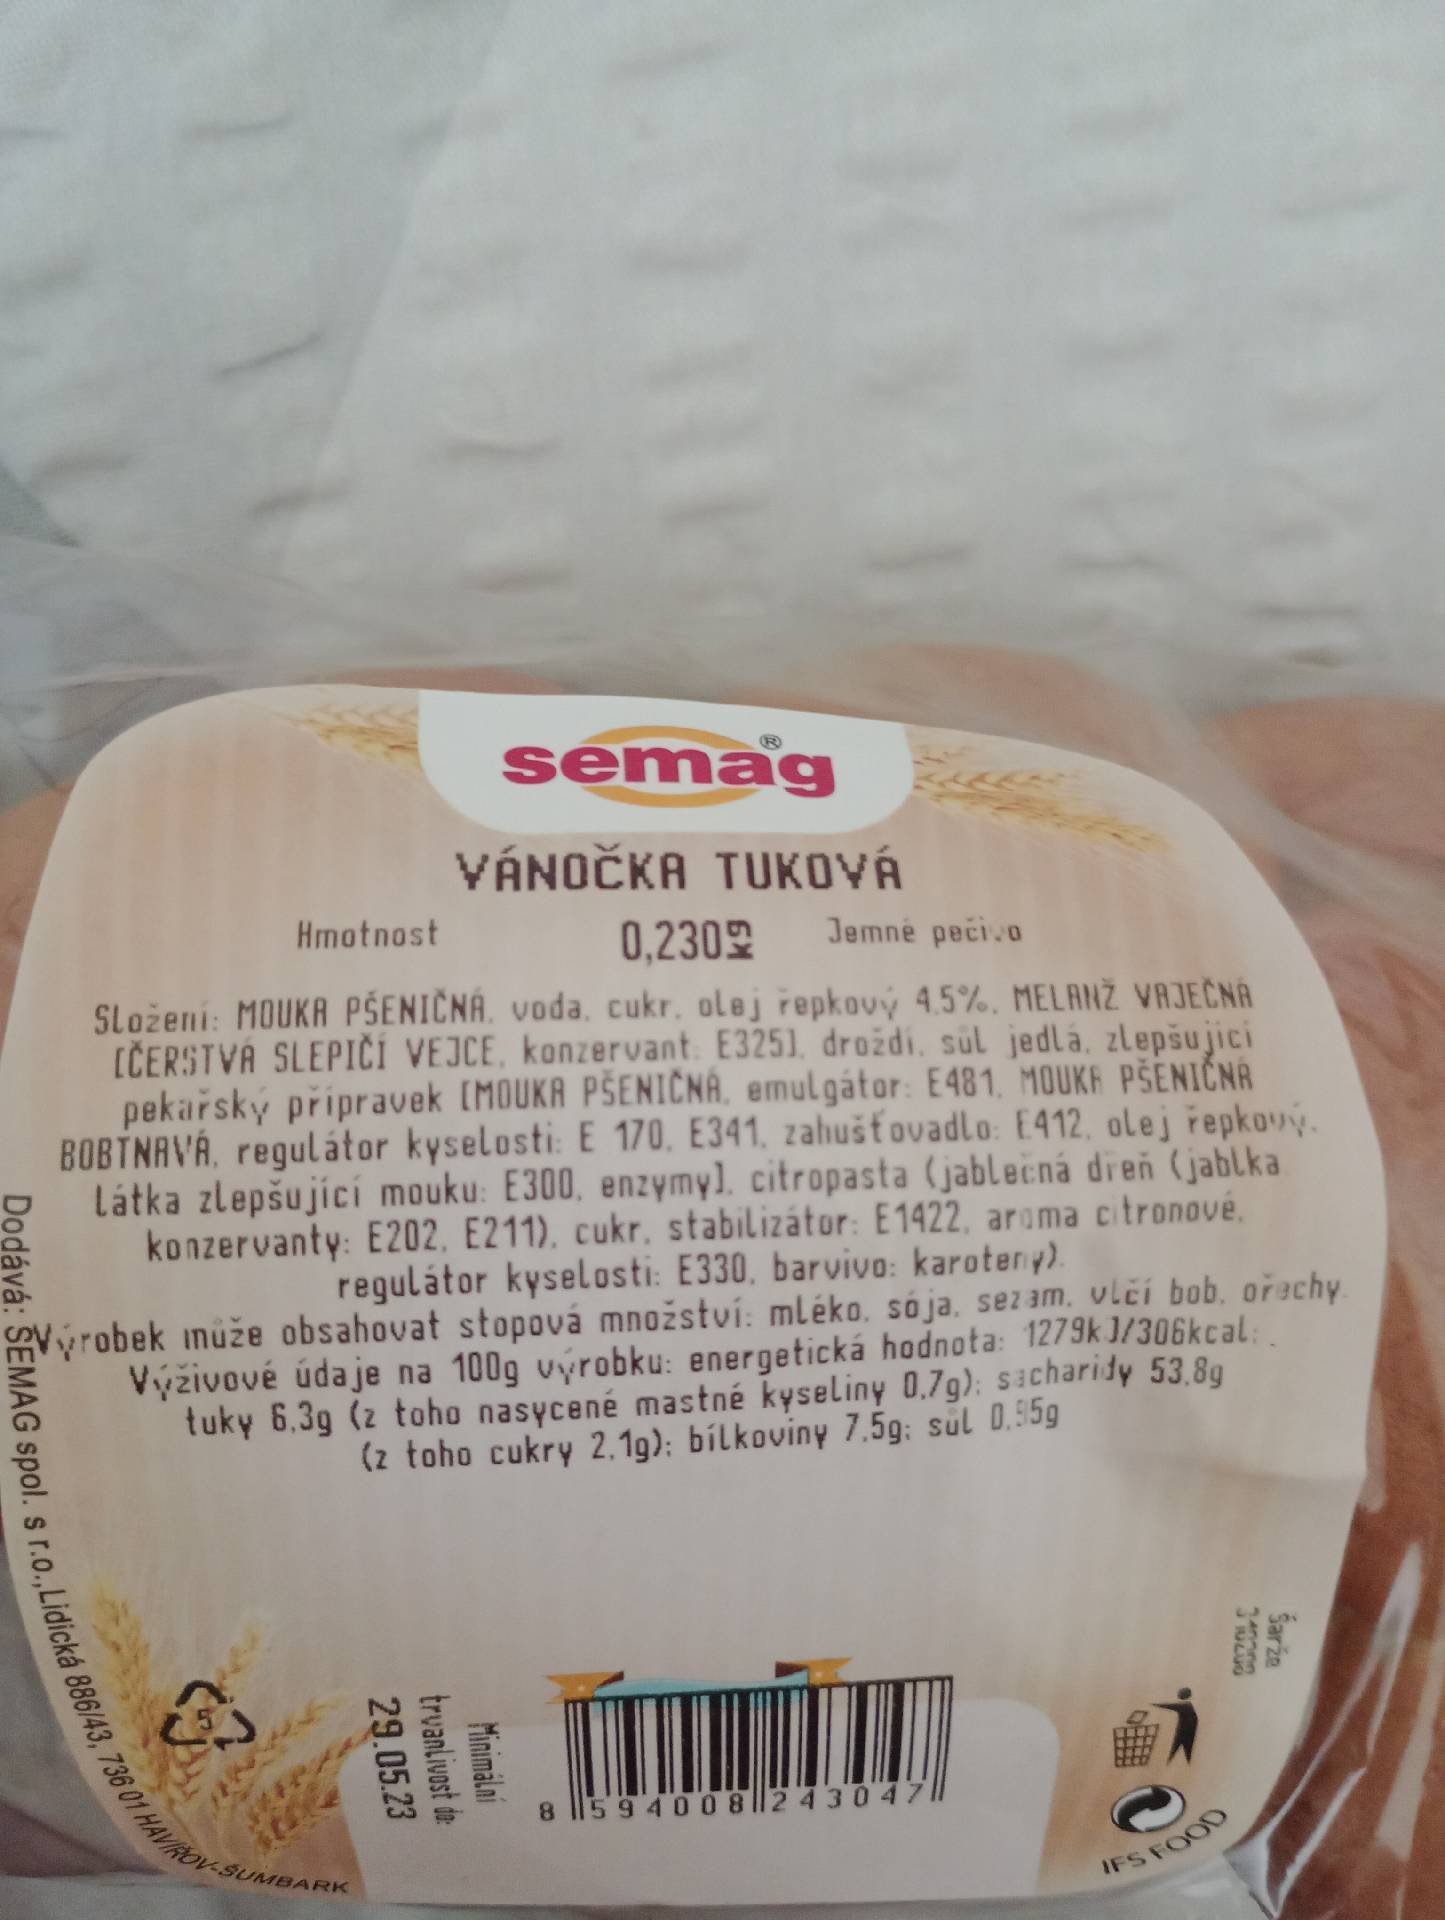 semag®
VÁNOČKA TUKOVÁ
Hmotnost 0,230kg Jemné pečivo
Složení: MOUKA PŠENIČNÁ, voda, cukr, olej řepkový 4.5%, MELANŽ VAJEČNÁ
[ČERSTVÁ SLEPIČÍ VEJCE, konzervant: E325], droždí, sůl jedlá, zlepšující
pekařský přípravek [MOUKA PŠENIČNÁ, emulgátor: E481, MOUKA PŠENIČNÁ
BOBTNAVÁ, regulátor kyselosti: E 170, E341, zahušťovadlo: E412, olej řepkový,
látka zlepšující mouku: E300, enzymy], citropasta (jablečná dřeň (jablka
konzervanty: E202, E211), cukr, stabilizátor: E1422, aroma citronové,
regulátor kyselosti: E330, barvivo: karoteny).
Výrobek může obsahovat stopová množství: mléko, sója, sezam, vlčí bob, ořechy.
Výživové údaje na 100g výrobku: energetická hodnota: 1279kJ/306kcal;
tuky 6,3g (z toho nasycené mastné kyseliny 0,7g); sacharidy 53,8g
(z toho cukry 2,1g); bílkoviny 7,5g; sůl 0,95g
Dodává: SEMAG spol. s r.o., Lidická 886/43, 736 01 HAVÍŘOV-ŠUMBARK
5
Minimální
trvanlivost do:
29.05.23
8 594008 243047
Šarže
IFS FOOD